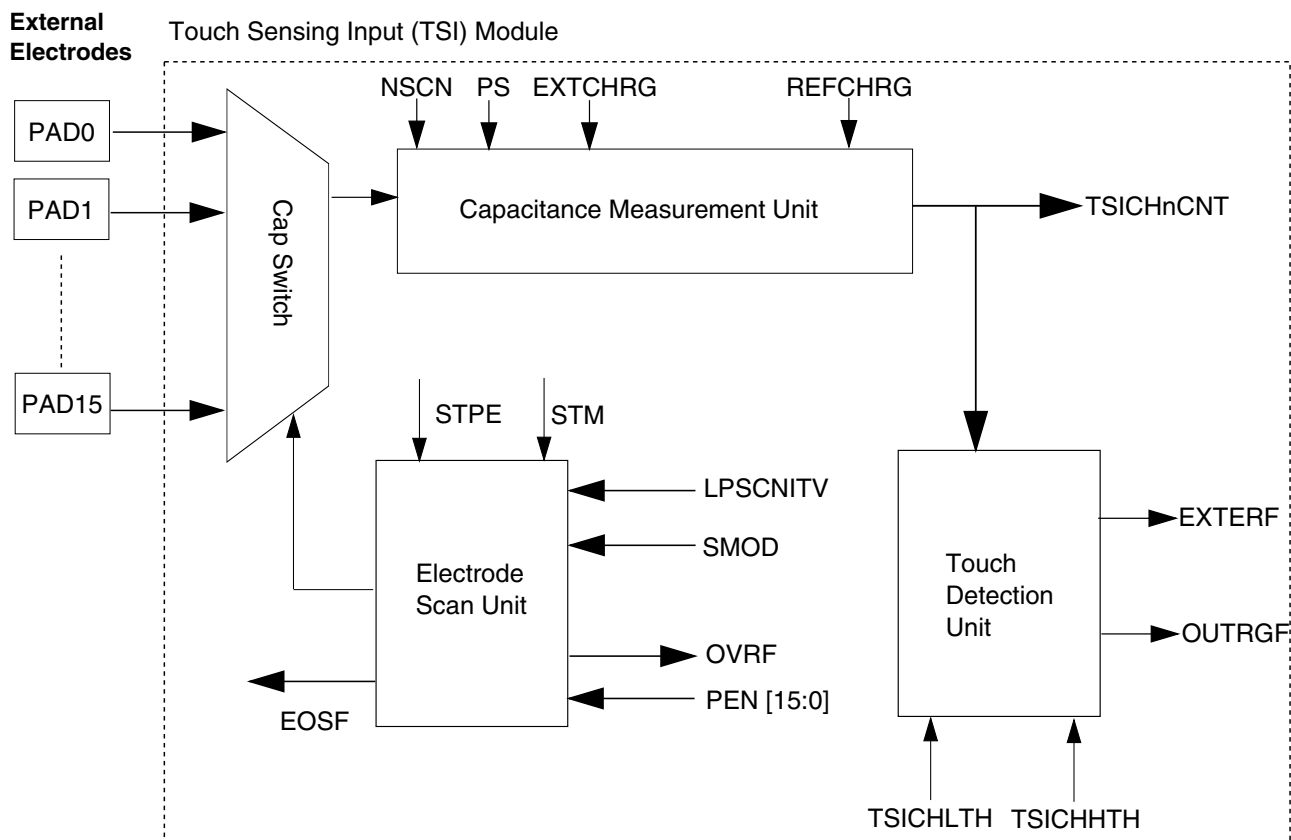 External
Electrodes
Touch Sensing Input (TSI) Module
NSCN PS EXTCHRG REFCHRG
PAD0
PAD1
PAD15
Cap Switch
Capacitance Measurement Unit
TSICHnCNT
STPE STM
Electrode
Scan Unit
LPSCNITV
SMOD
OVRF
PEN [15:0]
EOSF
Touch
Detection
Unit
EXTERF
OUTRGF
TSICHLTH TSICHHTH